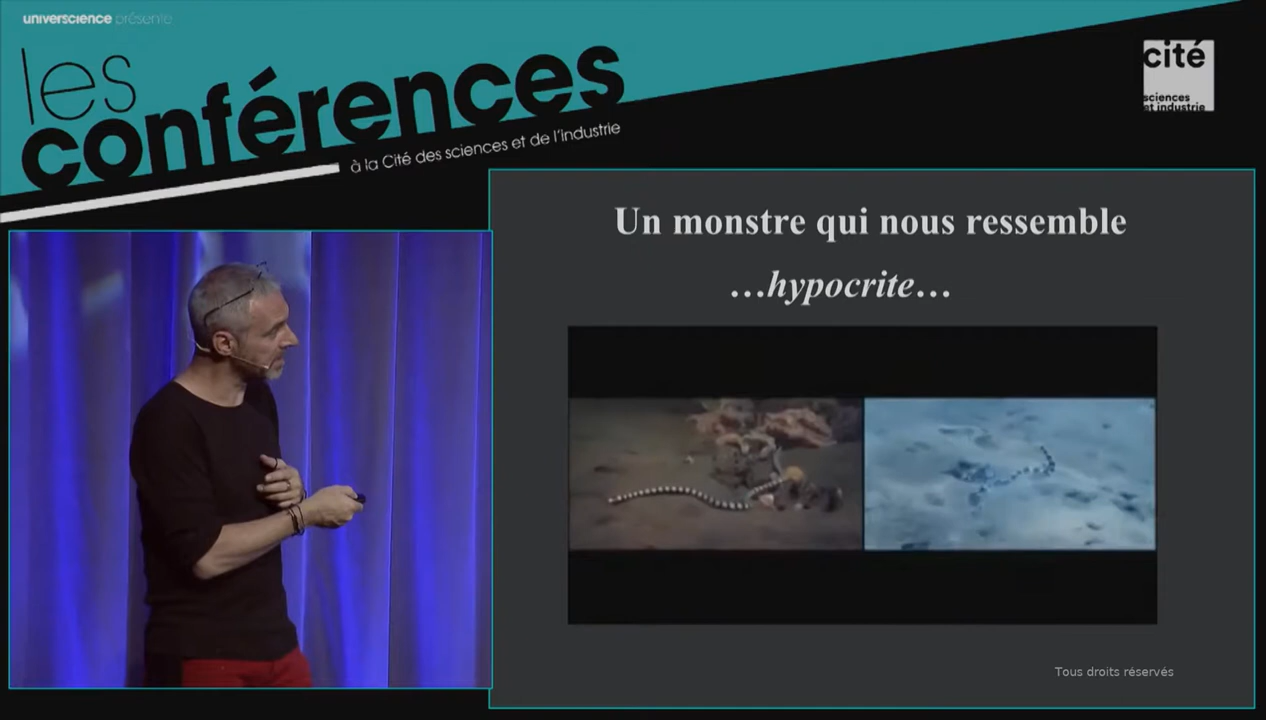 universcience présente
les
conférences
à la Cité des sciences et de l'industrie
cité
sciences
et industrie
Un monstre qui nous ressemble
…hypocrite…
Tous droits réservés